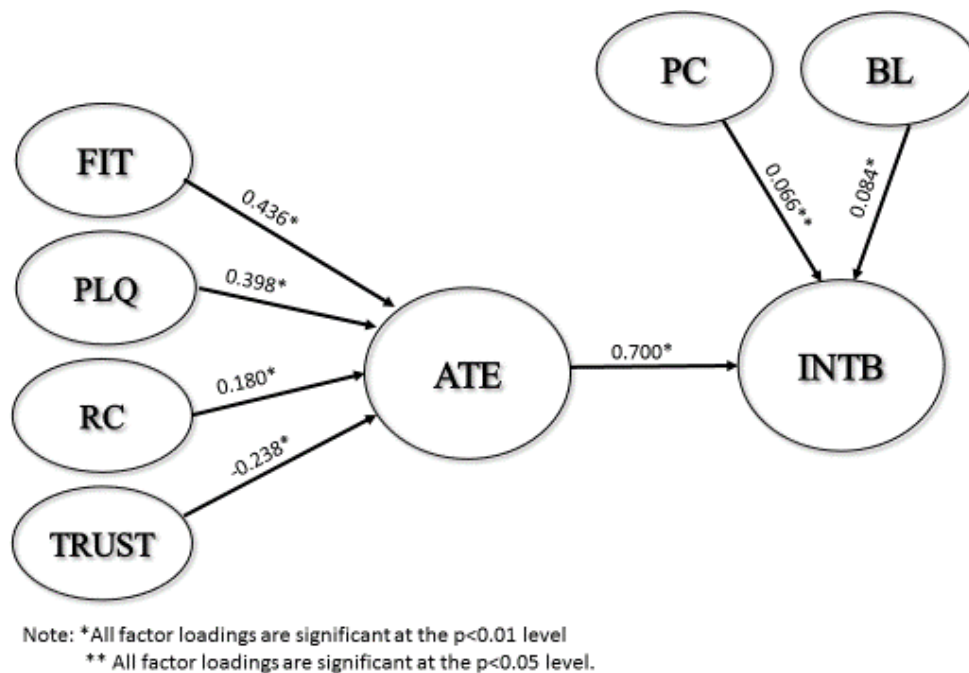 PC
BL
FIT
0.436*
0.066**
0.084*
PLQ
0.398*
ATE
0.700*
INTB
RC
0.180*
-0.238*
TRUST
Note: *All factor loadings are significant at the p<0.01 level
** All factor loadings are significant at the p<0.05 level.